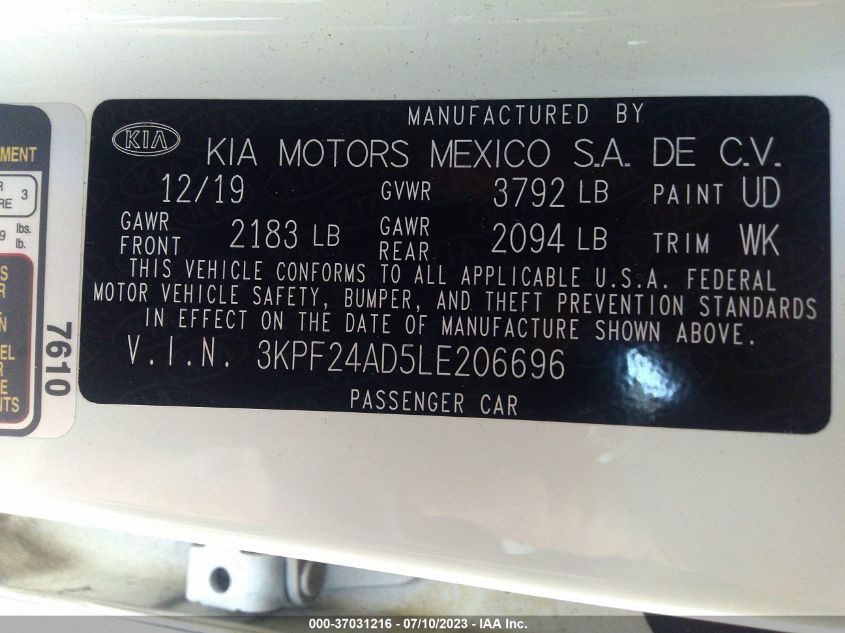 MANUFACTURED BY
KIA KIA MOTORS MEXICO S.A. DE C.V.
12/19 GVWR 3792 LB PAINT UD
GAWR FRONT 2183 LB GAWR REAR 2094 LB TRIM WK
THIS VEHICLE CONFORMS TO ALL APPLICABLE U.S.A. FEDERAL
MOTOR VEHICLE SAFETY, BUMPER, AND THEFT PREVENTION STANDARDS
IN EFFECT ON THE DATE OF MANUFACTURE SHOWN ABOVE.
V.I.N. 3KPF24AD5LE206696
PASSENGER CAR
3
lbs.
lb.
7610
000-37031216 - 07/10/2023 - IAA Inc.